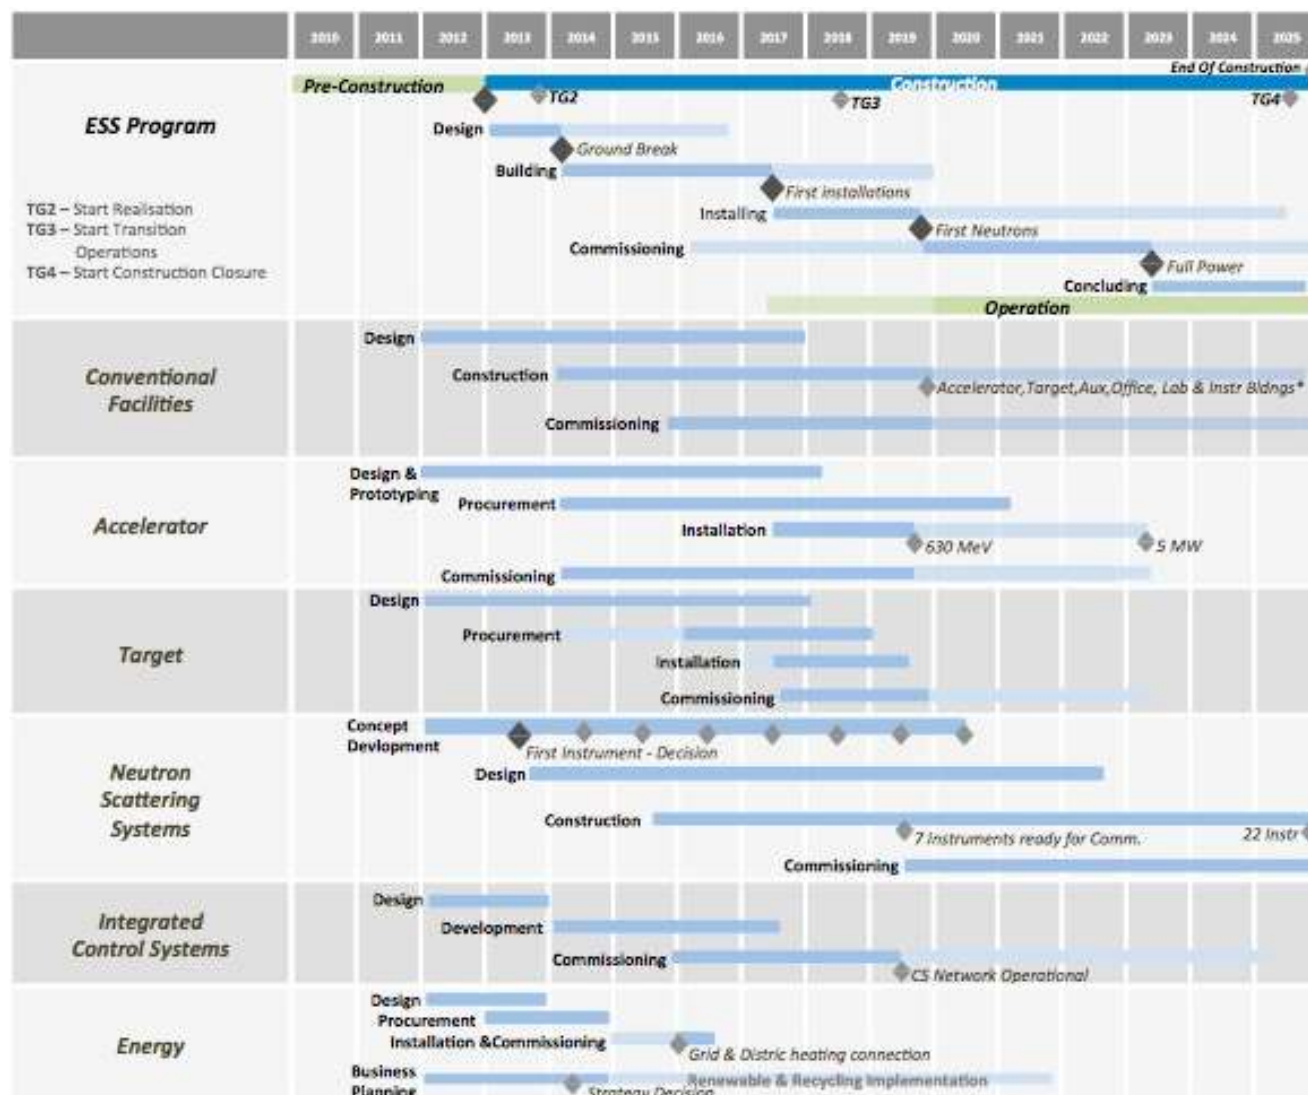 2010 2011 2012 2013 2014 2015 2016 2017 2018 2019 2020 2021 2022 2023 2024 2025
End Of Construction
Pre-Construction Construction
TG2 TG3 TG4
ESS Program
Design
Ground Break
Building
First installations
TG2 – Start Realisation
Installing
TG3 – Start Transition
First Neutrons
Operations
Commissioning
TG4 – Start Construction Closure
Full Power
Concluding
Operation
Conventional
Facilities
Design
Construction
Accelerator,Target,Aux,Office, Lab & Instr Bldngs*
Commissioning
Accelerator
Design &
Prototyping
Procurement
Installation
630 MeV 5 MW
Commissioning
Target
Design
Procurement
Installation
Commissioning
Neutron
Scattering
Systems
Concept
Devlopment
First Instrument - Decision
Design
Construction
7 Instruments ready for Comm. 22 Instr
Commissioning
Integrated
Control Systems
Design
Development
Commissioning
CS Network Operational
Energy
Design
Procurement
Installation &Commissioning
Grid & Distric heating connection
Business
Planning
Renewable & Recycling Implementation
Strategy Decision